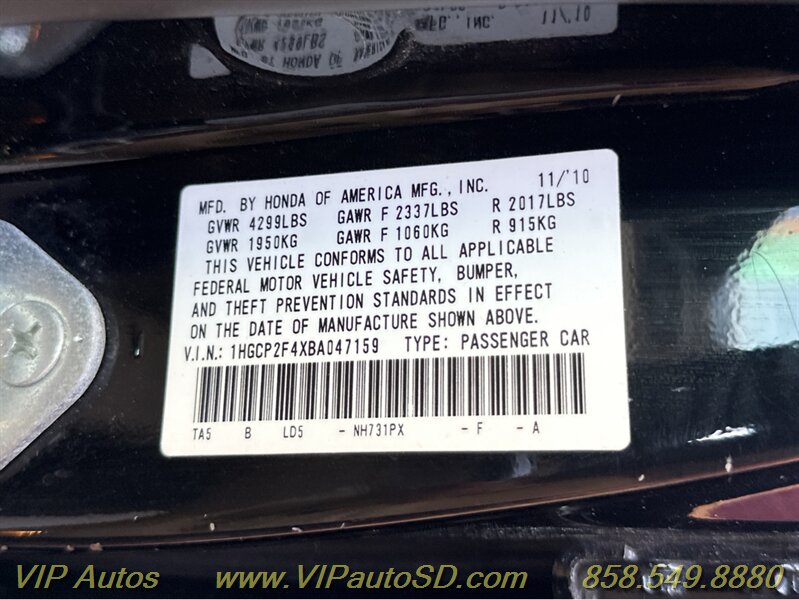 11/'10
MFD. BY HONDA OF AMERICA MFG., INC. 11/'10
GVWR 4299LBS GAWR F 2337LBS R 2017LBS
GVWR 1950KG GAWR F 1060KG R 915KG
THIS VEHICLE CONFORMS TO ALL APPLICABLE
FEDERAL MOTOR VEHICLE SAFETY, BUMPER,
AND THEFT PREVENTION STANDARDS IN EFFECT
ON THE DATE OF MANUFACTURE SHOWN ABOVE.
V.I.N.: 1HGCP2F4XBA047159 TYPE: PASSENGER CAR
TA5 B LD5 - NH731PX - F - A
VIP Autos www.VIPautoSD.com 858.549.8880